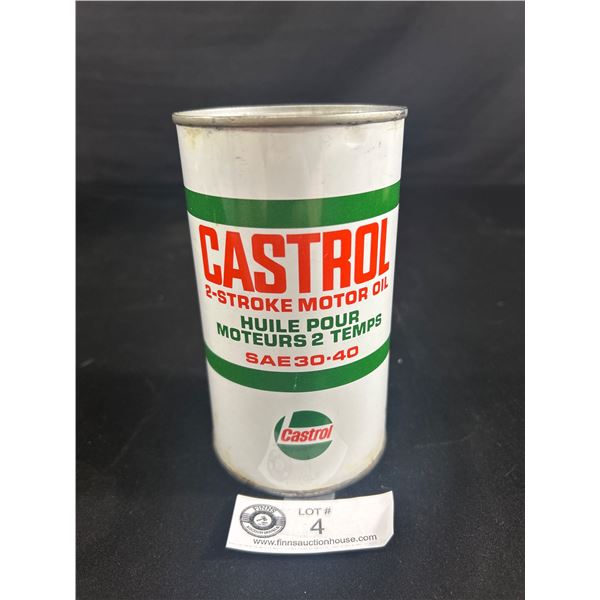 CASTROL
2-STROKE MOTOR OIL
HUILE POUR
MOTEURS 2 TEMPS
SAE 30-40
Castrol
FINNS
LOT #
4
www.finnsauctionhouse.com